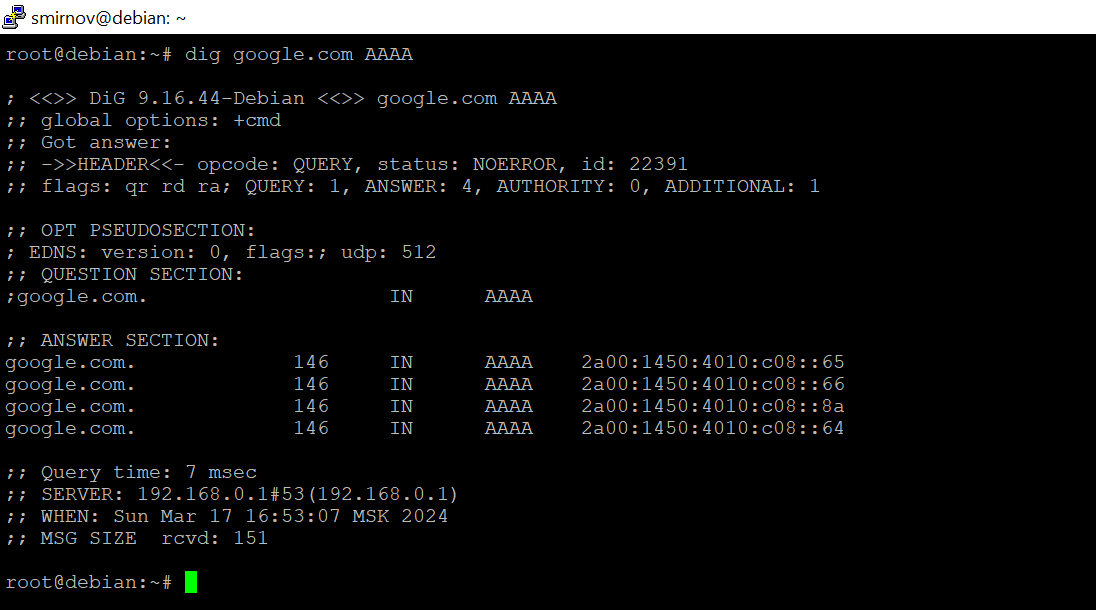 smirnov@debian: ~
root@debian:~# dig google.com AAAA
; <<>> DiG 9.16.44-Debian <<>> google.com AAAA
;; global options: +cmd
;; Got answer:
;; ->>HEADER<<- opcode: QUERY, status: NOERROR, id: 22391
;; flags: qr rd ra; QUERY: 1, ANSWER: 4, AUTHORITY: 0, ADDITIONAL: 1
;; OPT PSEUDOSECTION:
; EDNS: version: 0, flags:; udp: 512
;; QUESTION SECTION:
;google.com. IN AAAA
;; ANSWER SECTION:
google.com. 146 IN AAAA 2a00:1450:4010:c08::65
google.com. 146 IN AAAA 2a00:1450:4010:c08::66
google.com. 146 IN AAAA 2a00:1450:4010:c08::8a
google.com. 146 IN AAAA 2a00:1450:4010:c08::64
;; Query time: 7 msec
;; SERVER: 192.168.0.1#53(192.168.0.1)
;; WHEN: Sun Mar 17 16:53:07 MSK 2024
;; MSG SIZE  rcvd: 151
root@debian:~#